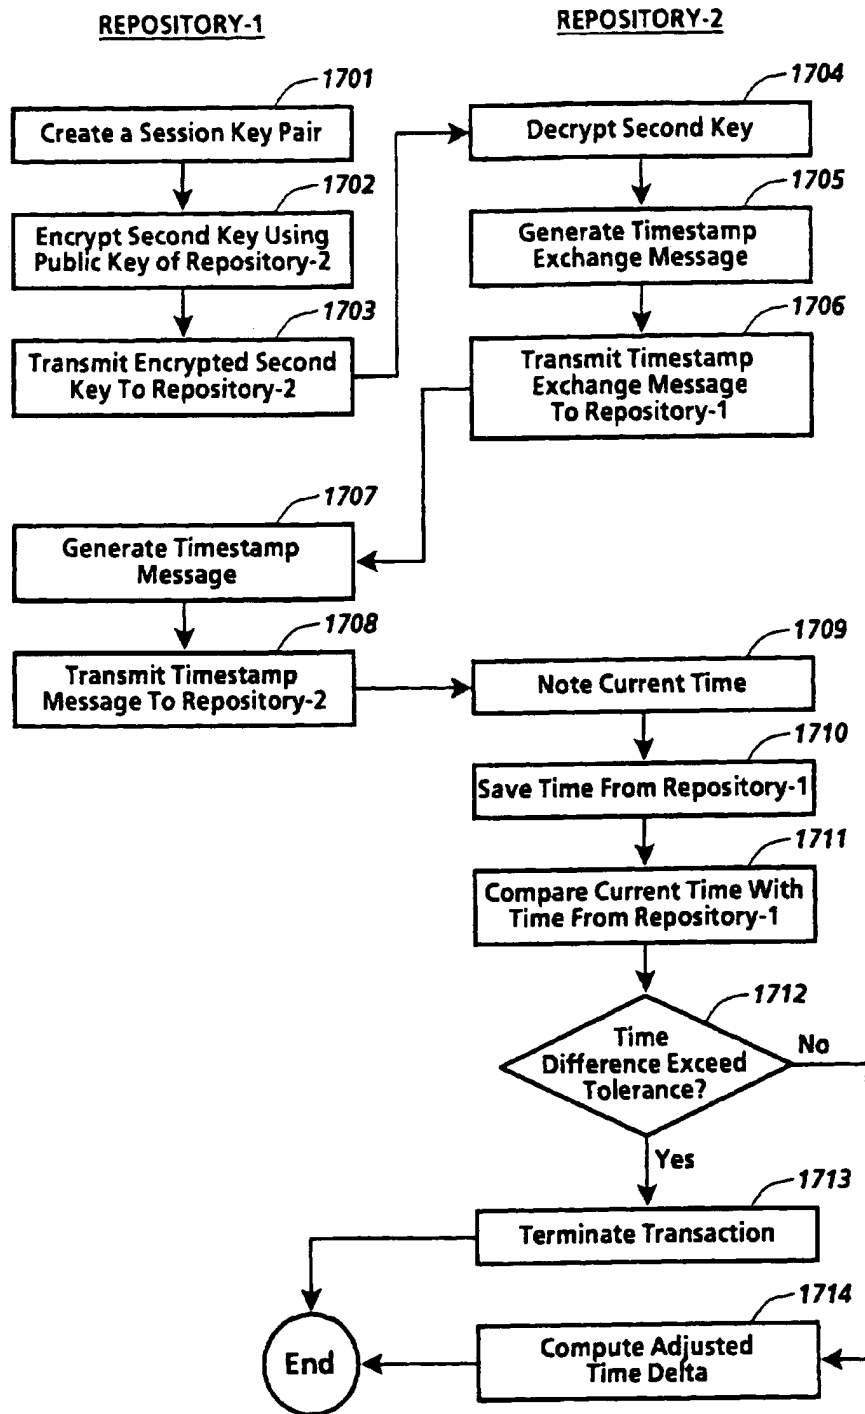 REPOSITORY-1
REPOSITORY-2
1701
Create a Session Key Pair
1702
Encrypt Second Key Using
Public Key of Repository-2
1703
Transmit Encrypted Second
Key To Repository-2
1704
Decrypt Second Key
1705
Generate Timestamp
Exchange Message
1706
Transmit Timestamp
Exchange Message
To Repository-1
1707
Generate Timestamp
Message
1708
Transmit Timestamp
Message To Repository-2
1709
Note Current Time
1710
Save Time From Repository-1
1711
Compare Current Time With
Time From Repository-1
1712
Time
Difference Exceed
Tolerance?
No
Yes
1713
Terminate Transaction
1714
Compute Adjusted
Time Delta
End